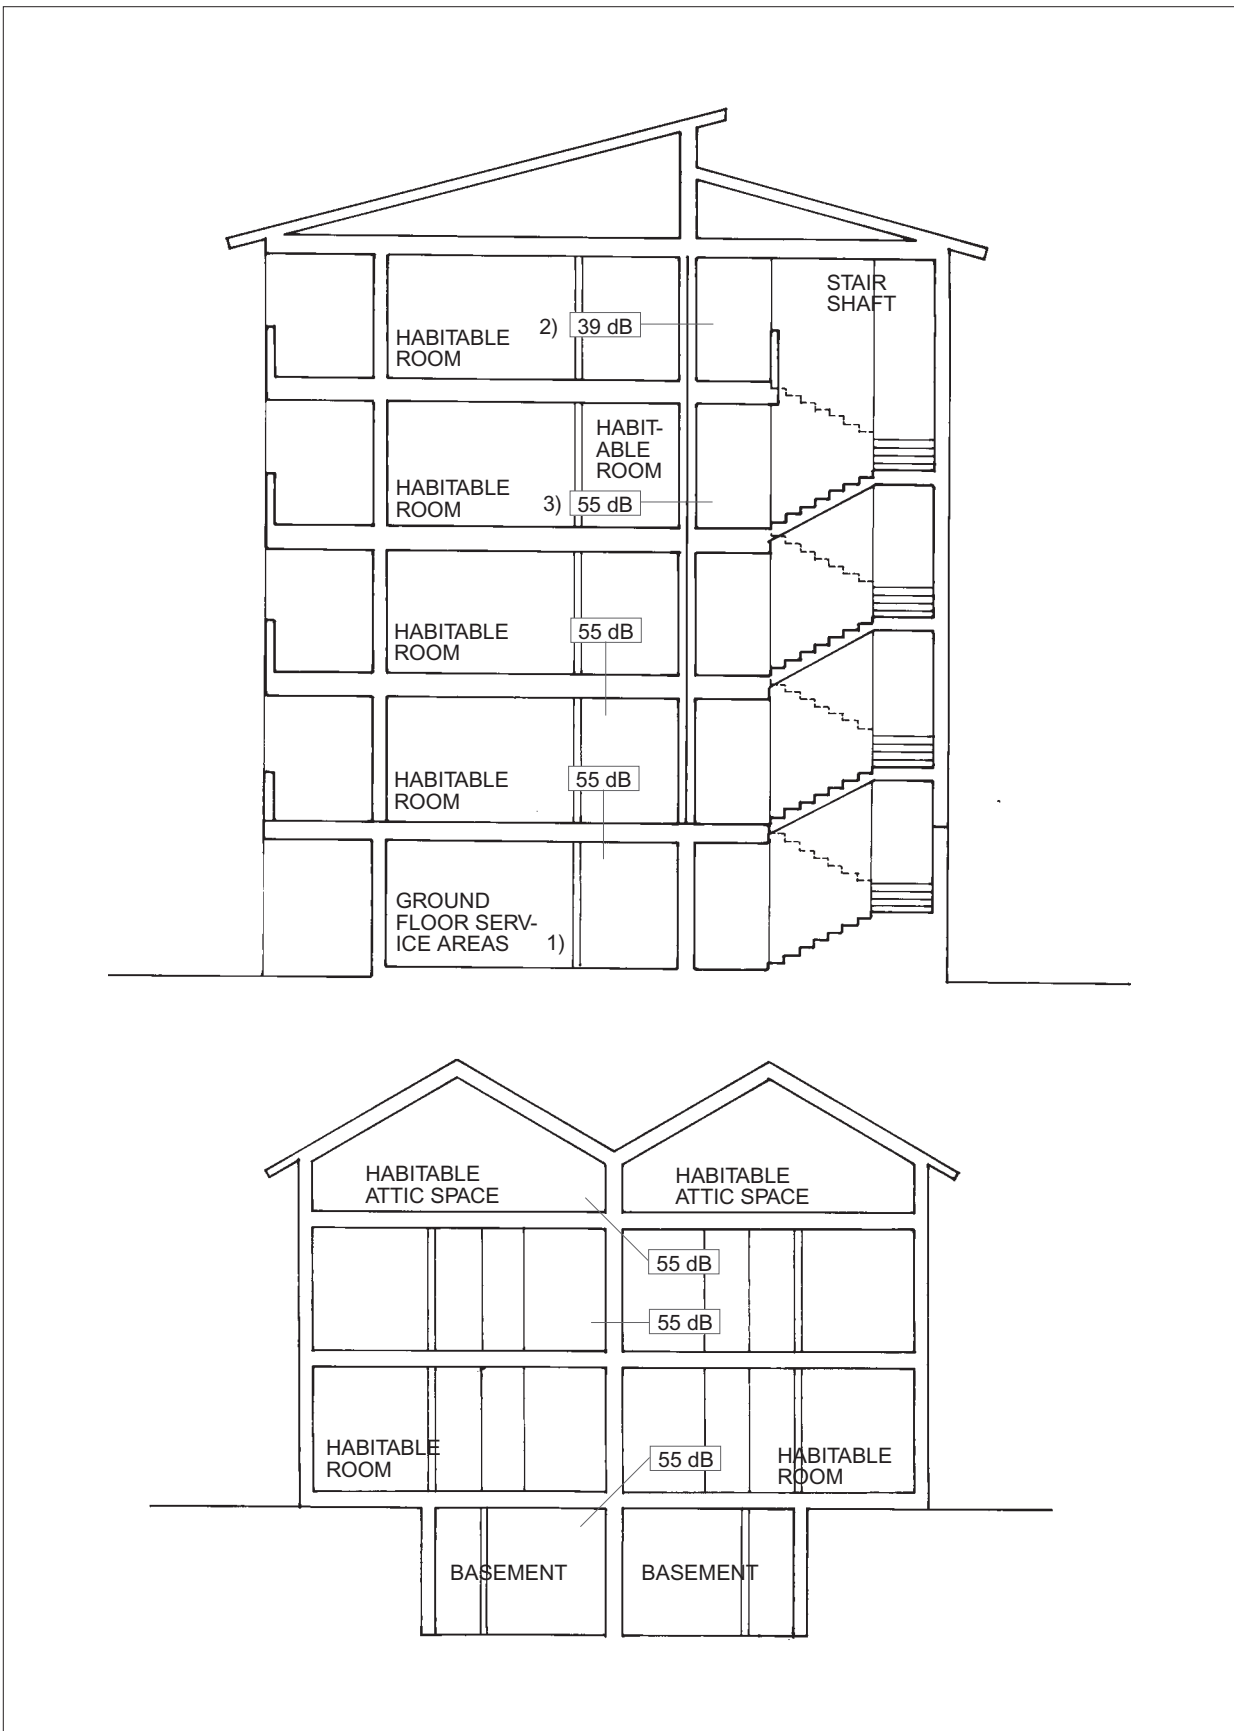 STAIR
SHAFT
2) 39 dB
HABITABLE
ROOM
HABIT-
ABLE
ROOM
HABITABLE
ROOM
3) 55 dB
HABITABLE
ROOM
55 dB
HABITABLE
ROOM
55 dB
GROUND
FLOOR SERV-
ICE AREAS 1)
HABITABLE
ATTIC SPACE
HABITABLE
ATTIC SPACE
55 dB
55 dB
HABITABLE
ROOM
55 dB
HABITABLE
ROOM
BASEMENT
BASEMENT